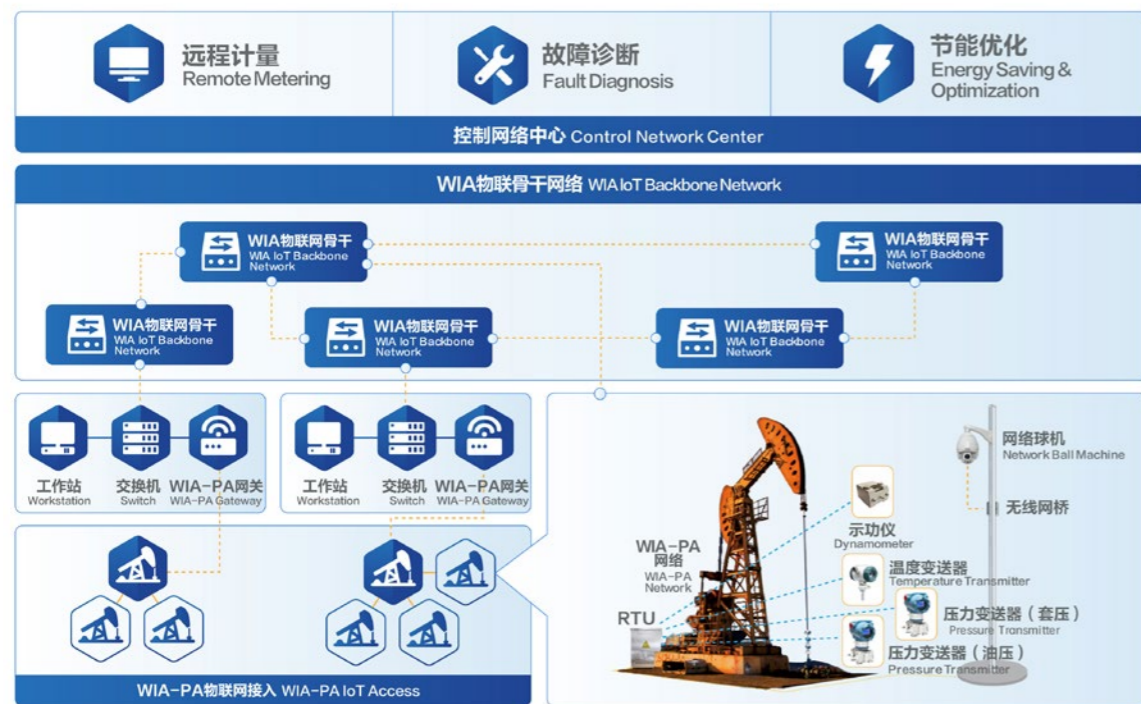 远程计量
Remote Metering
故障诊断
Fault Diagnosis
节能优化
Energy Saving &
Optimization
控制网络中心 Control Network Center
WIA物联骨干网络 WIA IoT Backbone Network
WIA物联网骨干
WIA IoT Backbone
Network
WIA物联网骨干
WIA IoT Backbone
Network
WIA物联网骨干
WIA IoT Backbone
Network
WIA物联网骨干
WIA IoT Backbone
Network
WIA物联网骨干
WIA IoT Backbone
Network
工作站
Workstation
交换机
Switch
WIA-PA网关
WIA-PA Gateway
工作站
Workstation
交换机
Switch
WIA-PA网关
WIA-PA Gateway
WIA-PA物联网接入 WIA-PA IoT Access
网络球机
Network Ball Machine
无线网桥
示功仪
Dynamometer
WIA-PA
网络
WIA-PA
Network
温度变送器
Temperature Transmitter
RTU
压力变送器（套压）
Pressure Transmitter
压力变送器（油压）
Pressure Transmitter